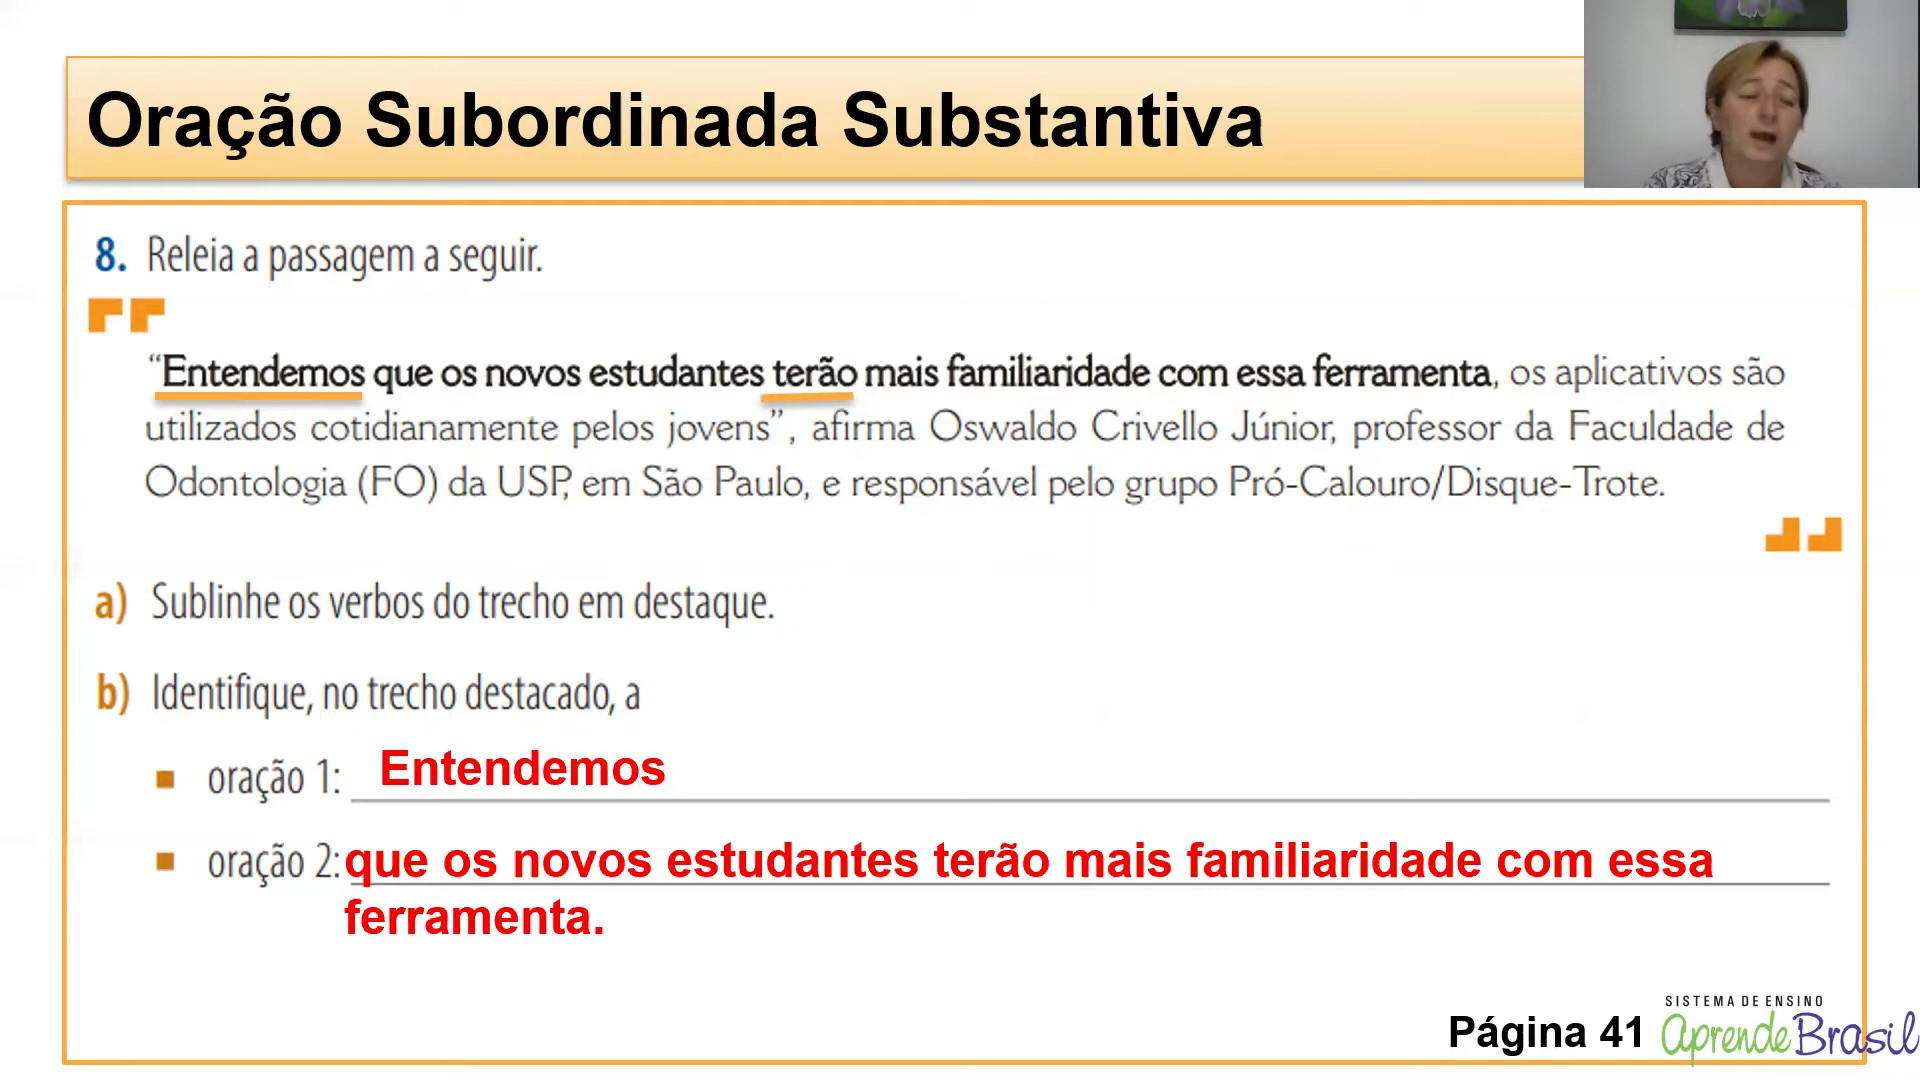 Oração Subordinada Substantiva
8. Releia a passagem a seguir.
“Entendemos que os novos estudantes terão mais familiaridade com essa ferramenta, os aplicativos são
utilizados cotidianamente pelos jovens”, afirma Oswaldo Crivello Júnior, professor da Faculdade de
Odontologia (FO) da USP, em São Paulo, e responsável pelo grupo Pró-Calouro/Disque-Trote.
a) Sublinhe os verbos do trecho em destaque.
b) Identifique, no trecho destacado, a
oração 1: Entendemos
oração 2: que os novos estudantes terão mais familiaridade com essa
ferramenta.
Página 41
SISTEMA DE ENSINO
aprende Brasil